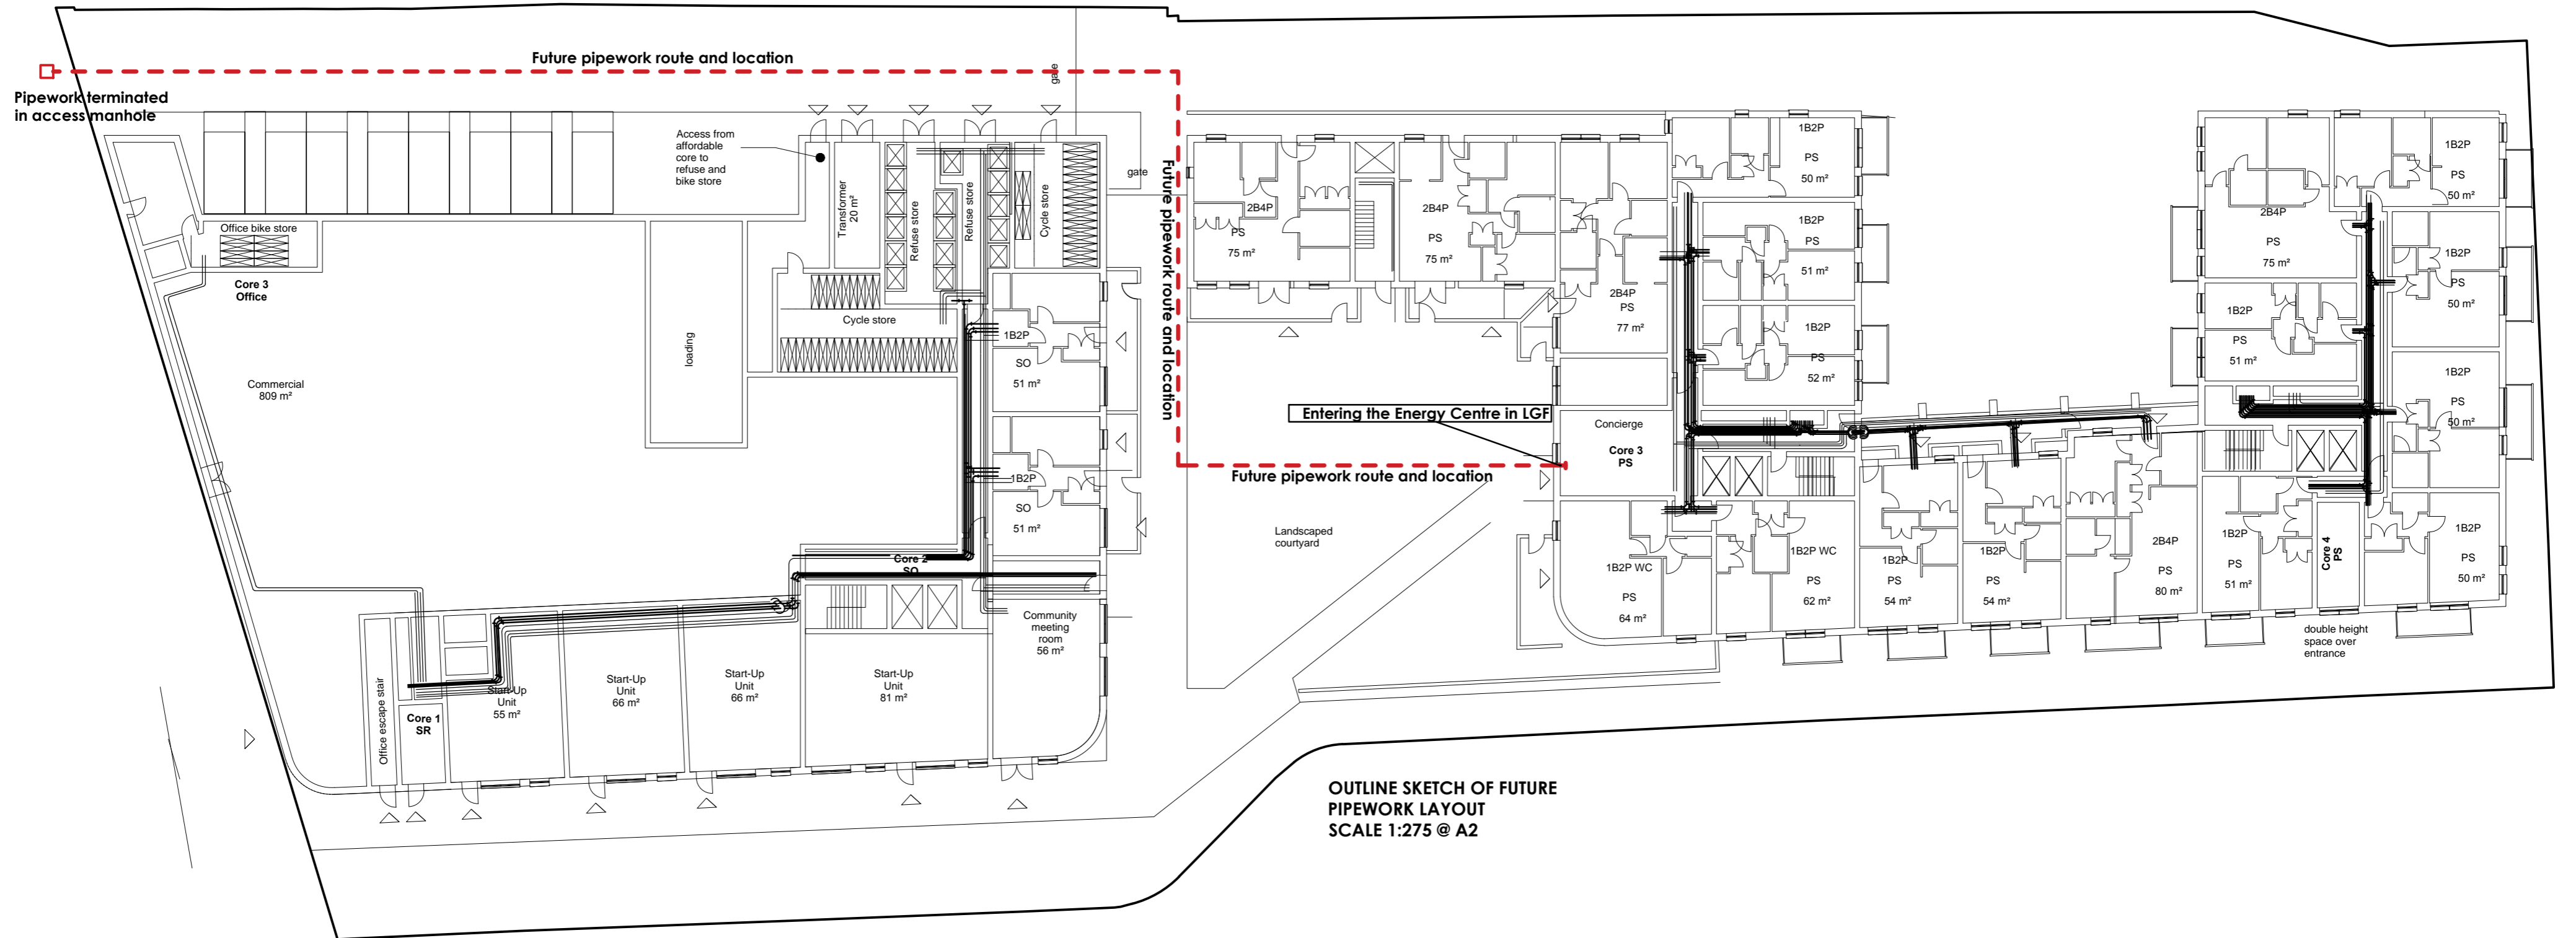 Future pipework route and location
Pipework terminated
in access manhole
gate
Access from
affordable
core to
refuse and
bike store
Transformer
20 m²
Refuse store
Refuse store
Cycle store
gate
Office bike store
Core 3
Office
Commercial
809 m²
loading
Cycle store
1B2P
SO
51 m²
1B2P
SO
51 m²
Core 2
SO
Community
meeting
room
56 m²
Office escape stair
Core 1
SR
Start-Up
Unit
55 m²
Start-Up
Unit
66 m²
Start-Up
Unit
66 m²
Start-Up
Unit
81 m²
Future pipework route and location
Future pipework route and location
Entering the Energy Centre in LGF
Landscaped
courtyard
2B4P
PS
75 m²
2B4P
PS
75 m²
2B4P
PS
77 m²
1B2P
PS
50 m²
1B2P
PS
51 m²
1B2P
PS
52 m²
Concierge
Core 3
PS
1B2P WC
PS
64 m²
1B2P WC
PS
62 m²
1B2P
PS
54 m²
1B2P
PS
54 m²
2B4P
PS
80 m²
2B4P
PS
75 m²
1B2P
PS
51 m²
1B2P
PS
50 m²
1B2P
PS
50 m²
1B2P
PS
50 m²
1B2P
PS
51 m²
Core 4
PS
1B2P
PS
50 m²
double height
space over
entrance
OUTLINE SKETCH OF FUTURE
PIPEWORK LAYOUT
SCALE 1:275 @ A2